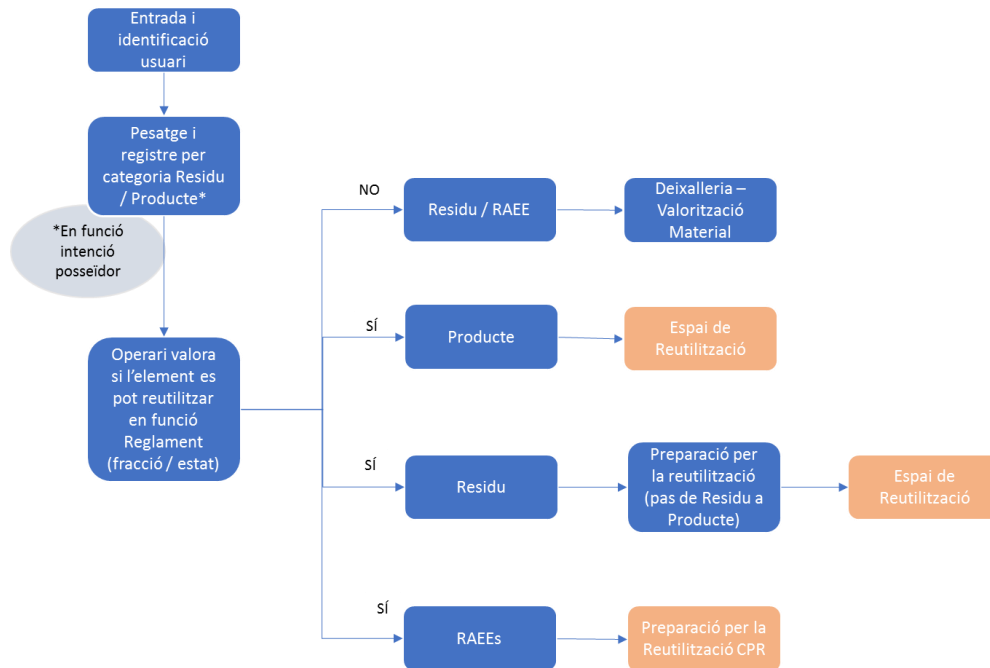 Entrada i
identificació
usuari
Pesatge i
registre per
categoria Residu
/ Producte*
*En funció
intenció
posseïdor
Operari valora
si l'element es
pot reutilitzar
en funció
Reglament
(fracció / estat)
NO
Residu / RAEE
Deixalleria –
Valorització
Material
SÍ
Producte
Espai de
Reutilització
SÍ
Residu
Preparació per
la reutilització
(pas de Residu a
Producte)
Espai de
Reutilització
SÍ
RAEEs
Preparació per la
Reutilització CPR